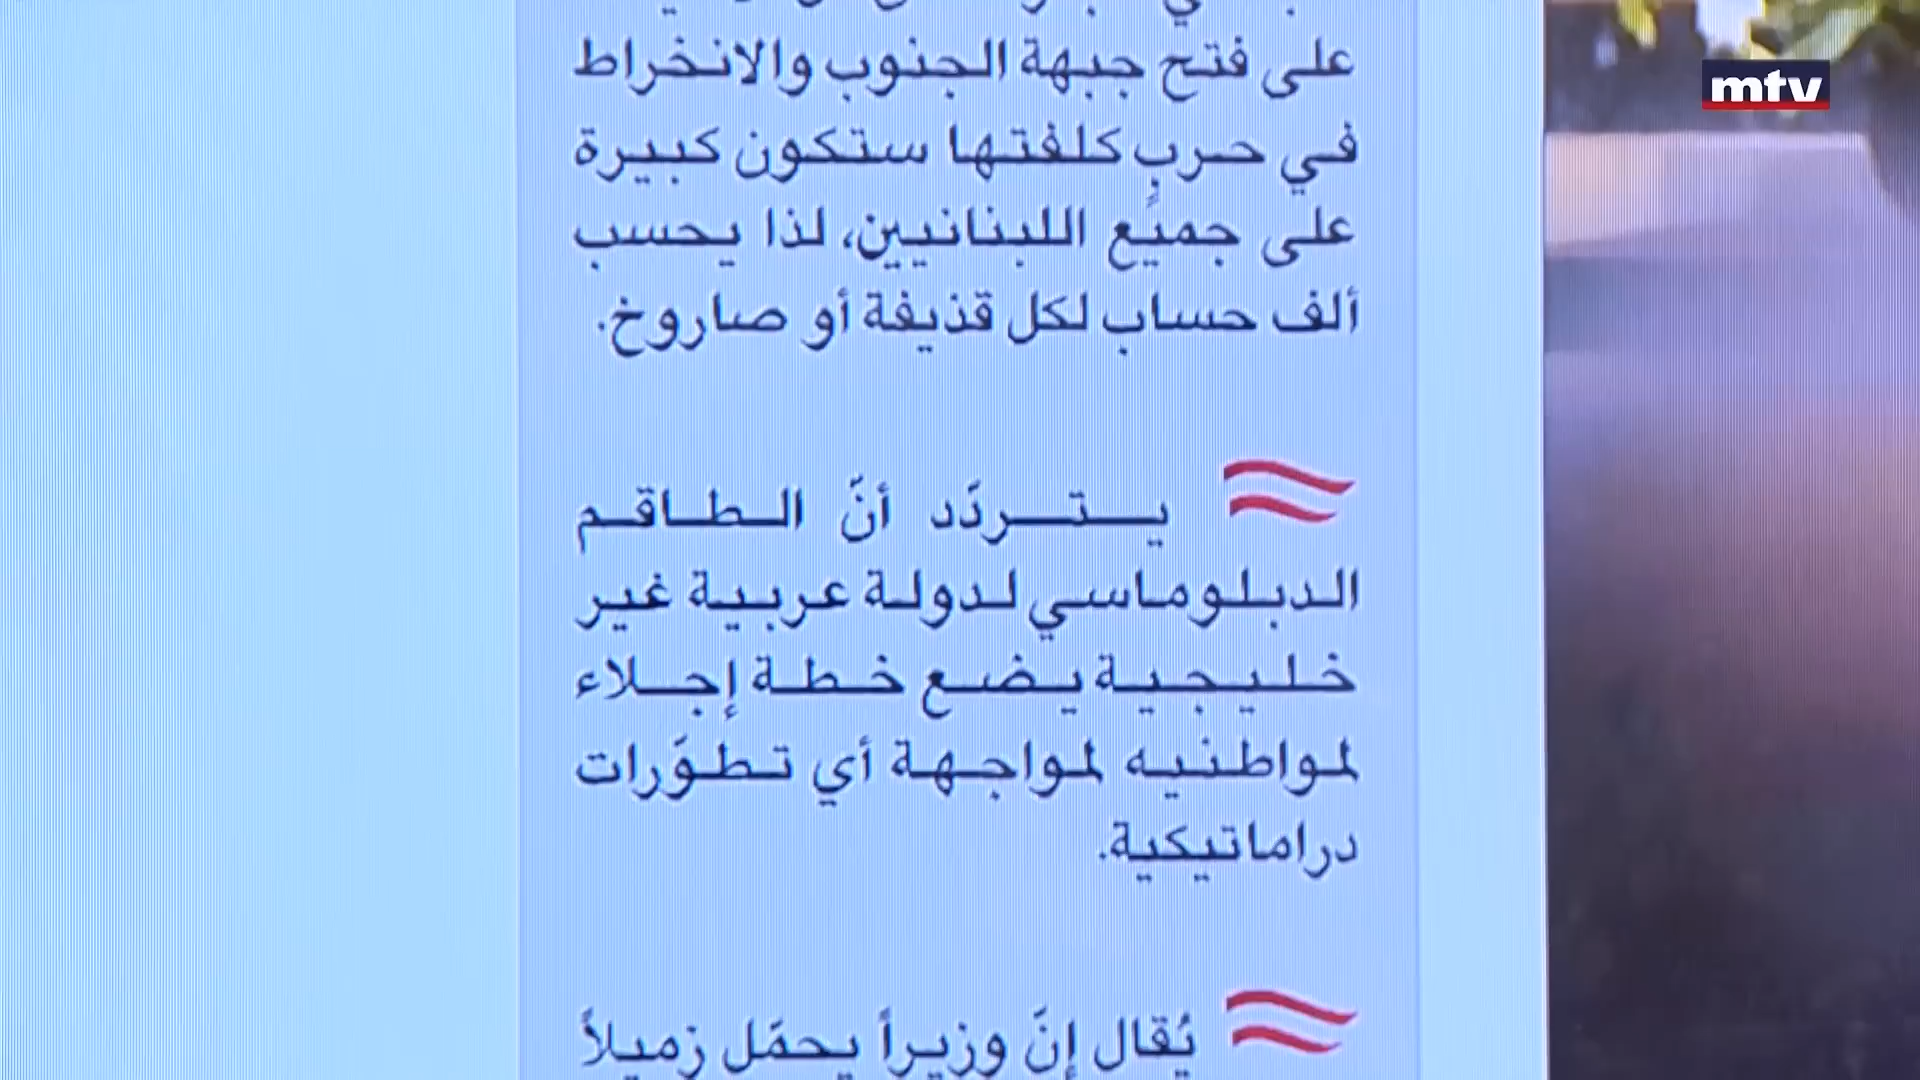 على فتح جبهة الجنوب والانخراط
في حربٍ كلفتها ستكون كبيرة
على جميع اللبنانيين، لذا يحسب
ألف حساب لكل قذيفة أو صاروخ.
يتردّد أنّ الطاقم
الدبلوماسي لدولة عربية غير
خليجية يضع خطة إجلاء
لمواطنيه لمواجهة أي تطوّرات
دراماتيكية.
يُقال إنّ وزيراً يحمّل زميلاً
mtv